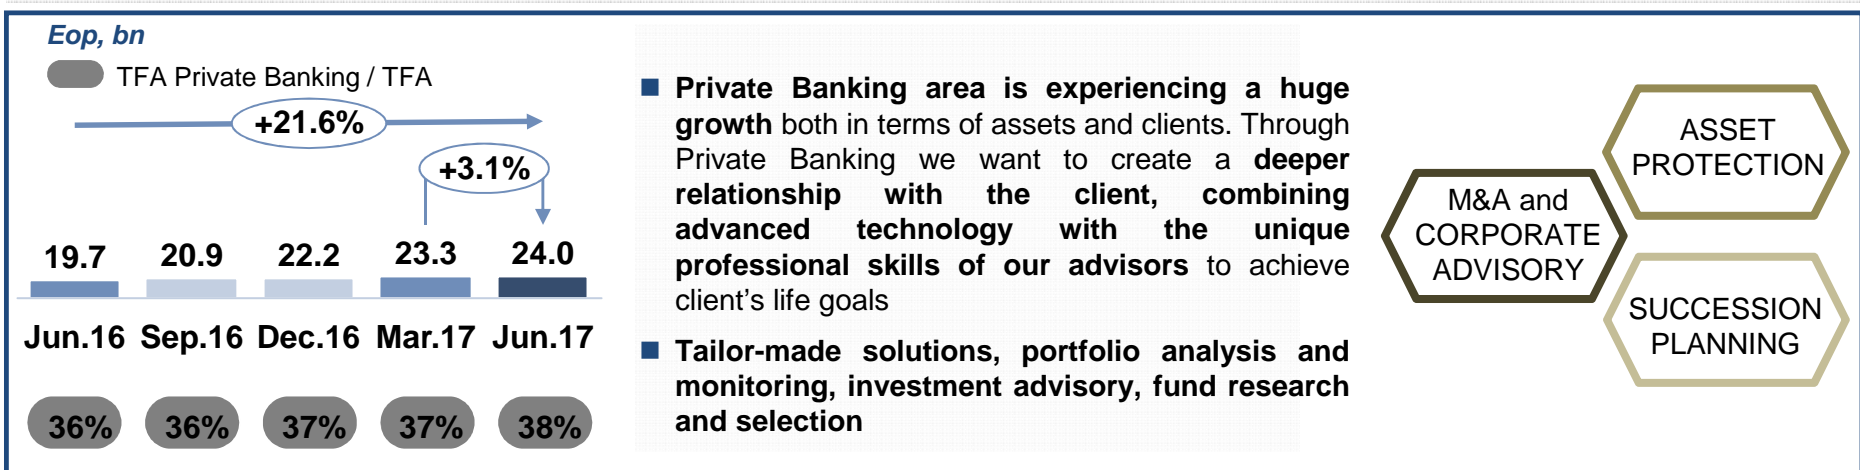 Eop, bn
TFA Private Banking / TFA
+21.6%
+3.1%
19.7 20.9 22.2 23.3 24.0
Jun.16 Sep.16 Dec.16 Mar.17 Jun.17
36% 36% 37% 37% 38%
Private Banking area is experiencing a huge
growth both in terms of assets and clients. Through
Private Banking we want to create a deeper
relationship with the client, combining
advanced technology with the unique
professional skills of our advisors to achieve
client’s life goals
Tailor-made solutions, portfolio analysis and
monitoring, investment advisory, fund research
and selection
M&A and
CORPORATE
ADVISORY
ASSET
PROTECTION
SUCCESSION
PLANNING